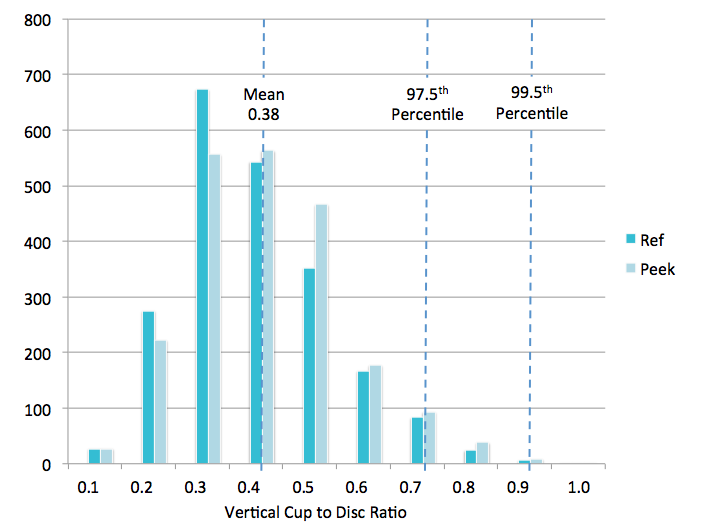 800
700
600
500
400
300
200
100
0
Mean
0.38
97.5th
Percentile
99.5th
Percentile
Ref
Peek
0.1 0.2 0.3 0.4 0.5 0.6 0.7 0.8 0.9 1.0
Vertical Cup to Disc Ratio